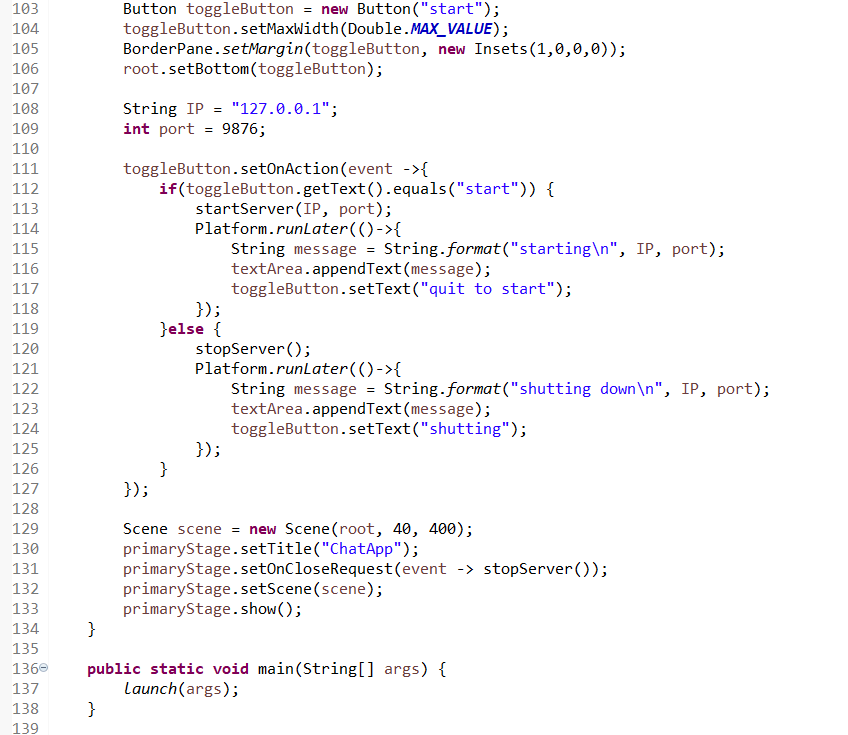 103 Button toggleButton = new Button("start");
104 toggleButton.setMaxWidth(Double.MAX_VALUE);
105 BorderPane.setMargin(toggleButton, new Insets(1,0,0,0));
106 root.setBottom(toggleButton);
107
108 String IP = "127.0.0.1";
109 int port = 9876;
110
111 toggleButton.setOnAction(event ->{
112 if(toggleButton.getText().equals("start")) {
113 startServer(IP, port);
114 Platform.runLater(()->{
115 String message = String.format("starting\n", IP, port);
116 textArea.appendText(message);
117 toggleButton.setText("quit to start");
118 });
119 }else {
120 stopServer();
121 Platform.runLater(()->{
122 String message = String.format("shutting down\n", IP, port);
123 textArea.appendText(message);
124 toggleButton.setText("shutting");
125 });
126 }
127 });
128
129 Scene scene = new Scene(root, 40, 400);
130 primaryStage.setTitle("ChatApp");
131 primaryStage.setOnCloseRequest(event -> stopServer());
132 primaryStage.setScene(scene);
133 primaryStage.show();
134 }
135
136 public static void main(String[] args) {
137 launch(args);
138 }
139